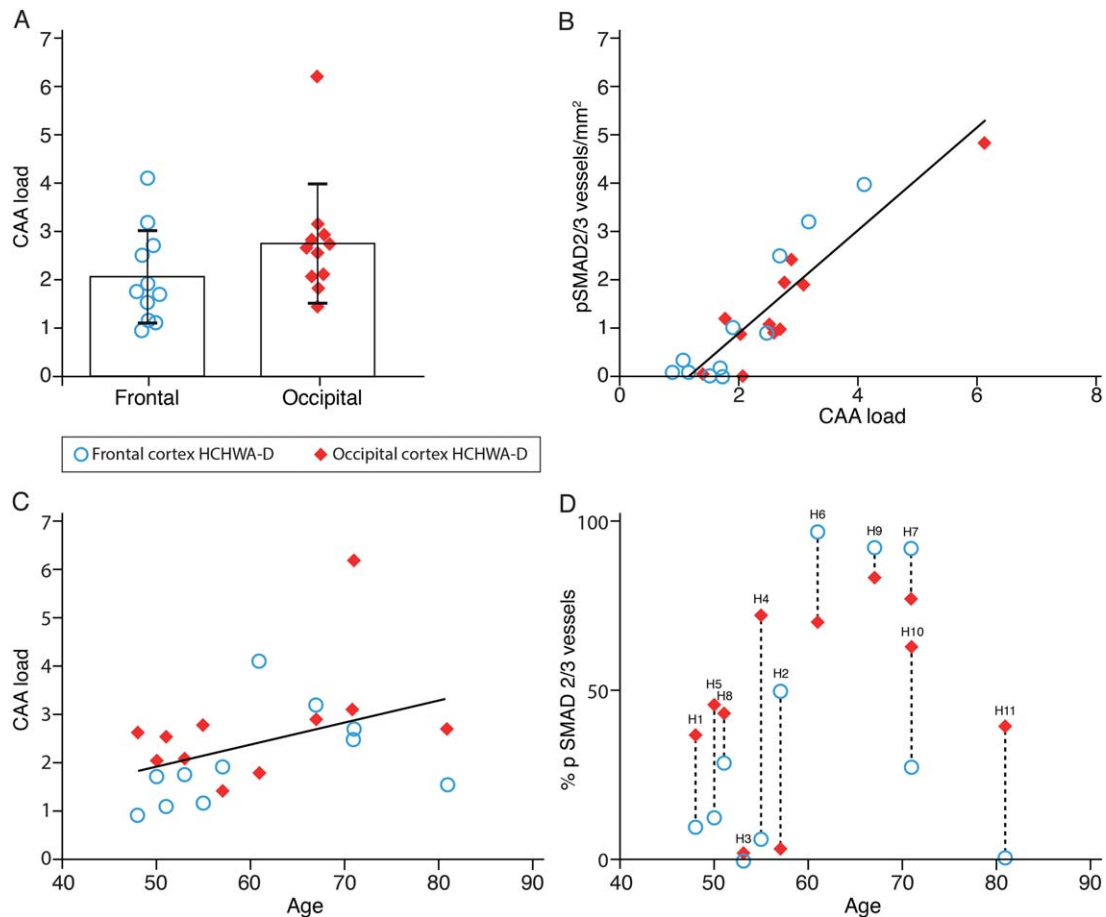 A
7
6
5
4
3
2
1
0
CAA load
Frontal
Occipital
B
7
6
5
4
3
2
1
0
pSMAD2/3 vessels/mm²
0
2
4
6
8
CAA load
Frontal cortex HCHWA-D
Occipital cortex HCHWA-D
C
7
6
5
4
3
2
1
0
CAA load
40
50
60
70
80
90
Age
D
100
50
0
% p SMAD 2/3 vessels
H1
H5
H8
H3
H4
H2
H6
H9
H7
H10
H11
40
50
60
70
80
90
Age